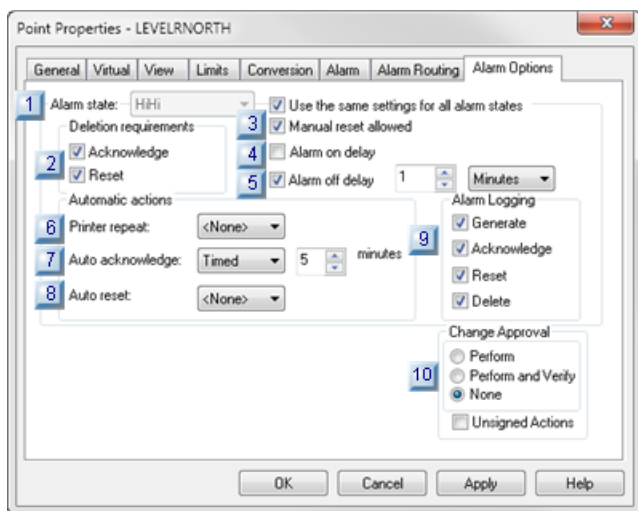 Point Properties - LEVELRNORTH
General Virtual View Limits Conversion Alarm Alarm Routing Alarm Options
1 Alarm state: HiHi
Use the same settings for all alarm states
Deletion requirements
3 Manual reset allowed
2 Acknowledge
Reset
4 Alarm on delay
5 Alarm off delay 1 Minutes
Automatic actions
6 Printer repeat: <None>
7 Auto acknowledge: Timed 5 minutes
8 Auto reset: <None>
Alarm Logging
9 Generate
Acknowledge
Reset
Delete
Change Approval
10 Perform
Perform and Verify
None
Unsigned Actions
OK Cancel Apply Help